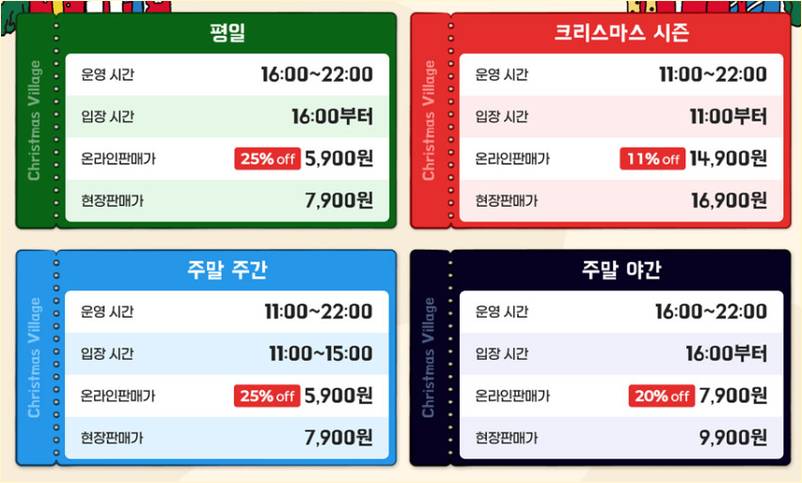 평일
Christmas Village
운영 시간 16:00~22:00
입장 시간 16:00부터
온라인판매가 25% off 5,900원
현장판매가 7,900원
크리스마스 시즌
Christmas Village
운영 시간 11:00~22:00
입장 시간 11:00부터
온라인판매가 11% off 14,900원
현장판매가 16,900원
주말 주간
Christmas Village
운영 시간 11:00~22:00
입장 시간 11:00~15:00
온라인판매가 25% off 5,900원
현장판매가 7,900원
주말 야간
Christmas Village
운영 시간 16:00~22:00
입장 시간 16:00부터
온라인판매가 20% off 7,900원
현장판매가 9,900원